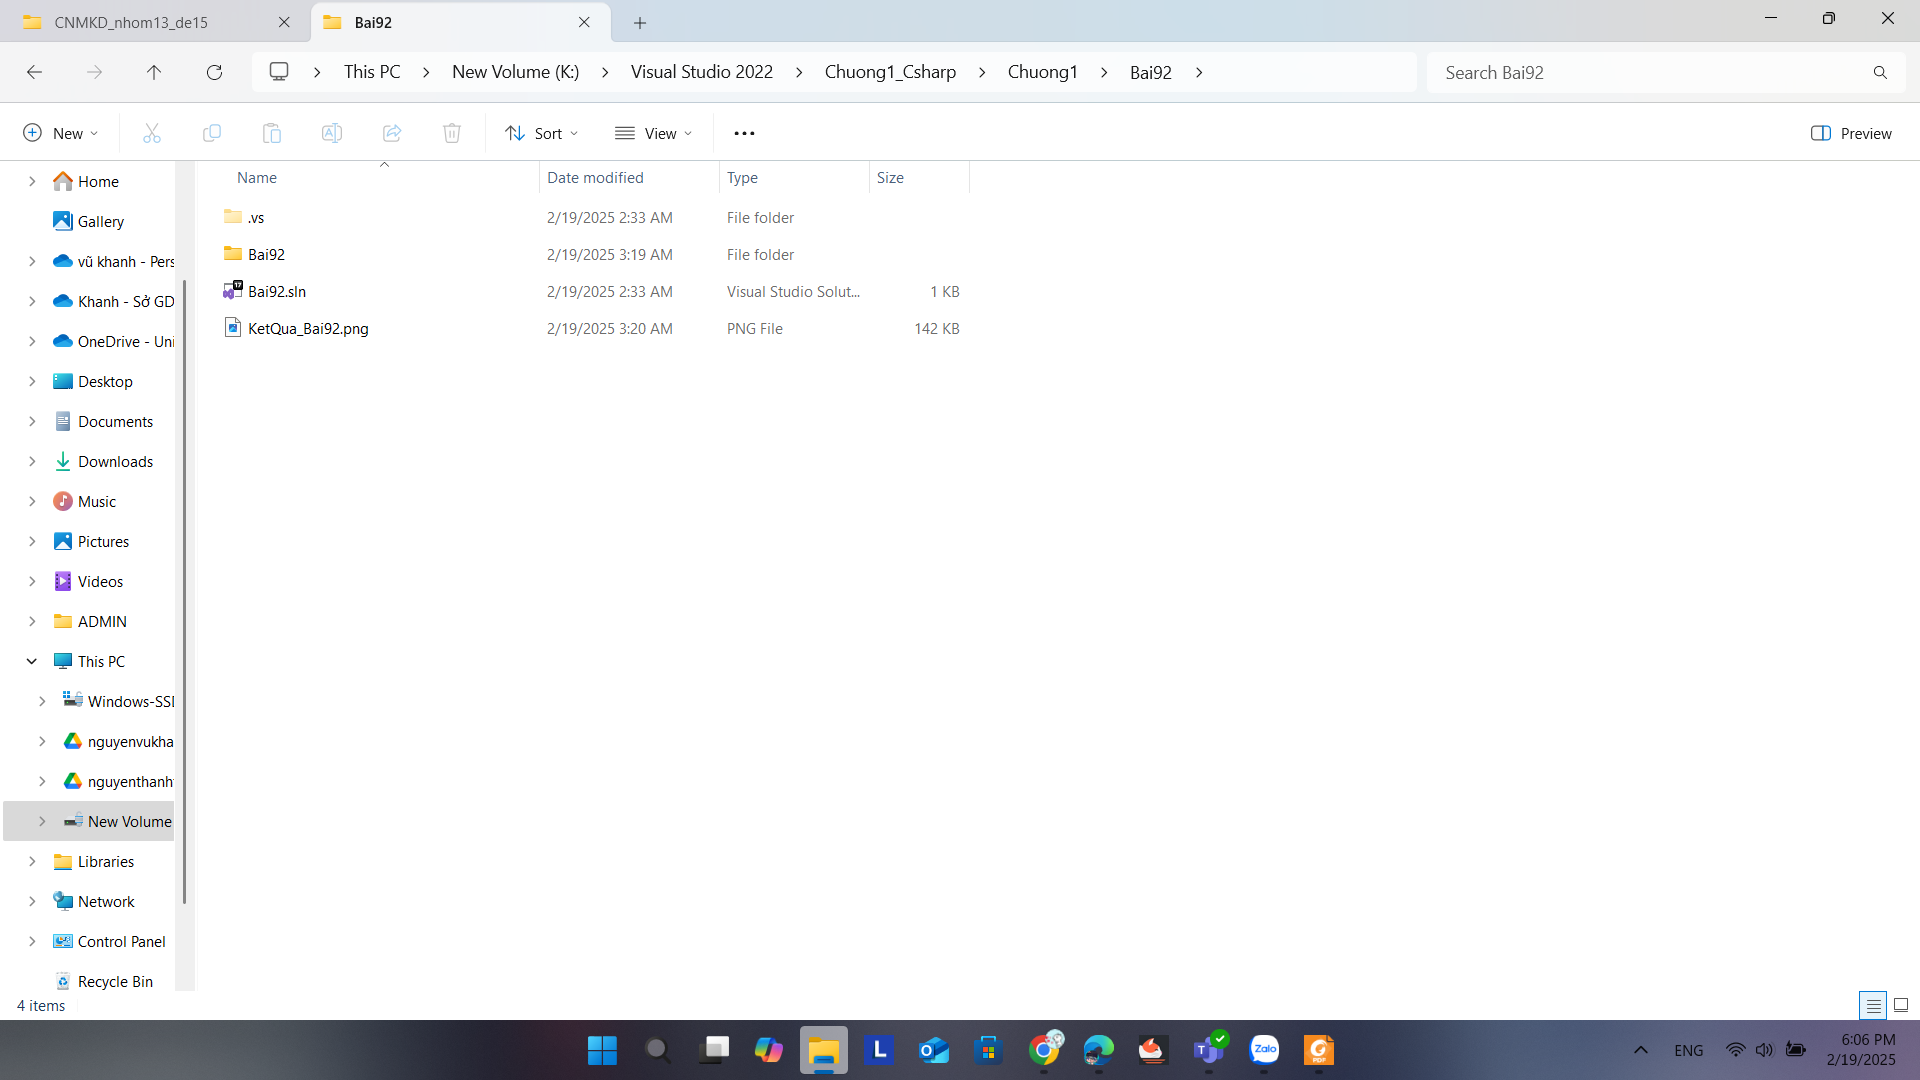 CNMKD_nhom13_de15
Bai92
This PC
New Volume (K:)
Visual Studio 2022
Chuong1_Csharp
Chuong1
Bai92
Search Bai92
New
Sort
View
Preview
Name
Date modified
Type
Size
.vs
2/19/2025 2:33 AM
File folder
Bai92
2/19/2025 3:19 AM
File folder
Bai92.sln
2/19/2025 2:33 AM
Visual Studio Solut...
1 KB
KetQua_Bai92.png
2/19/2025 3:20 AM
PNG File
142 KB
Home
Gallery
vũ khanh - Pers
Khanh - Sở GD
OneDrive - Uni
Desktop
Documents
Downloads
Music
Pictures
Videos
ADMIN
This PC
Windows-SSD
nguyenvukha
nguyenthanh
New Volume
Libraries
Network
Control Panel
Recycle Bin
4 items
L
Zalo
PDF
ENG
6:06 PM
2/19/2025